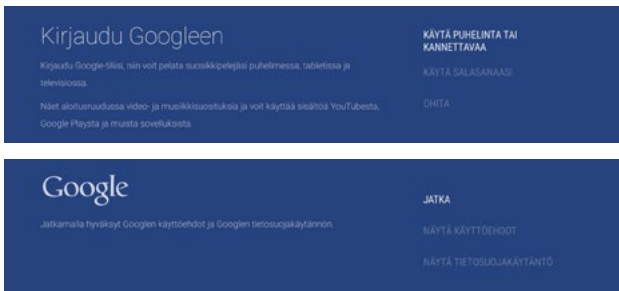 Kirjaudu Googleen
Kirjaudu Google-tiliisi, niin voit pelata suosikkipelejäsi puhelimessa, tabletissa ja
televisiossa.
Näet aloitusruudussa video- ja musiikkisuosituksia ja voit käyttää sisältöä YouTubesta,
Google Playsta ja muista sovelluksista.
KÄYTÄ PUHELINTA TAI
KANNETTAVAA
KÄYTÄ SALASANAASI
OHITA
Google
Jatkamalla hyväksyt Googlen käyttöehdot ja Googlen tietosuojakäytännön.
JATKA
NÄYTÄ KÄYTTÖEHDOT
NÄYTÄ TIETOSUOJAKÄYTÄNTÖ